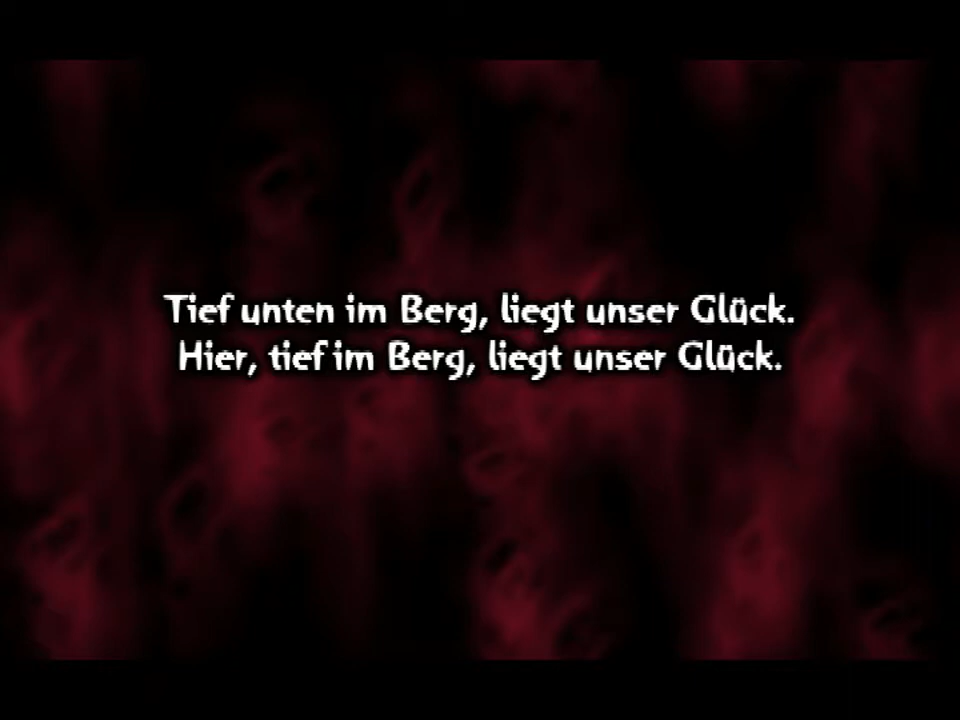 Tief unten im Berg, liegt unser Glück.
Hier, tief im Berg, liegt unser Glück.